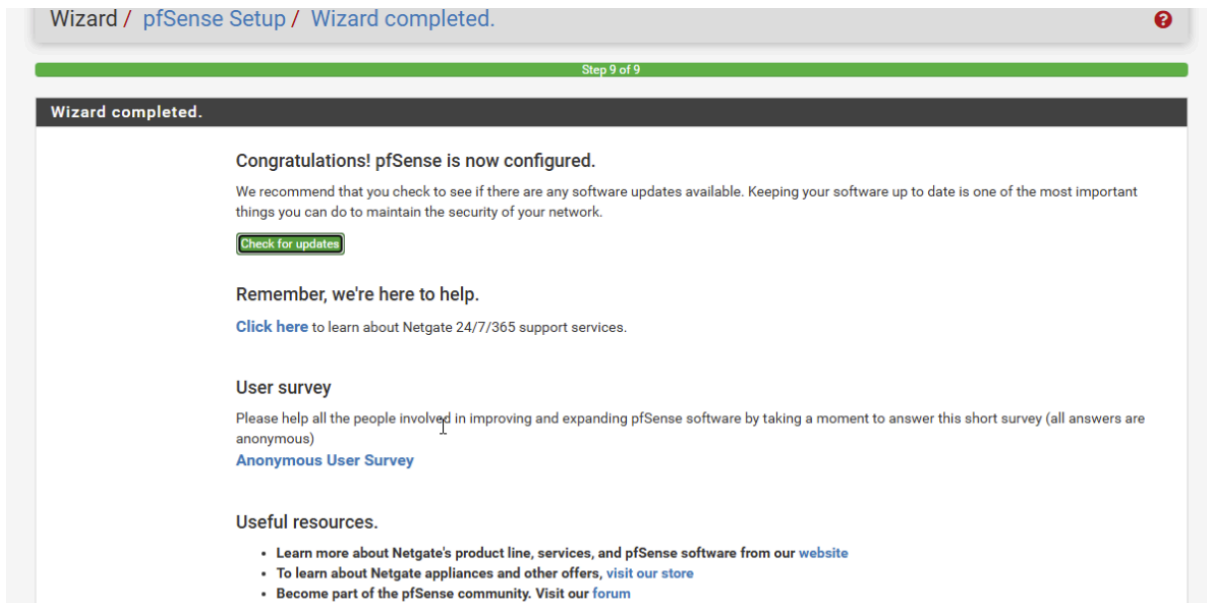 Wizard / pfSense Setup / Wizard completed.
Step 9 of 9
Wizard completed.
Congratulations! pfSense is now configured.
We recommend that you check to see if there are any software updates available. Keeping your software up to date is one of the most important
things you can do to maintain the security of your network.
Check for updates
Remember, we're here to help.
Click here to learn about Netgate 24/7/365 support services.
User survey
Please help all the people involved in improving and expanding pfSense software by taking a moment to answer this short survey (all answers are
anonymous)
Anonymous User Survey
Useful resources.
• Learn more about Netgate's product line, services, and pfSense software from our website
• To learn about Netgate appliances and other offers, visit our store
• Become part of the pfSense community. Visit our forum